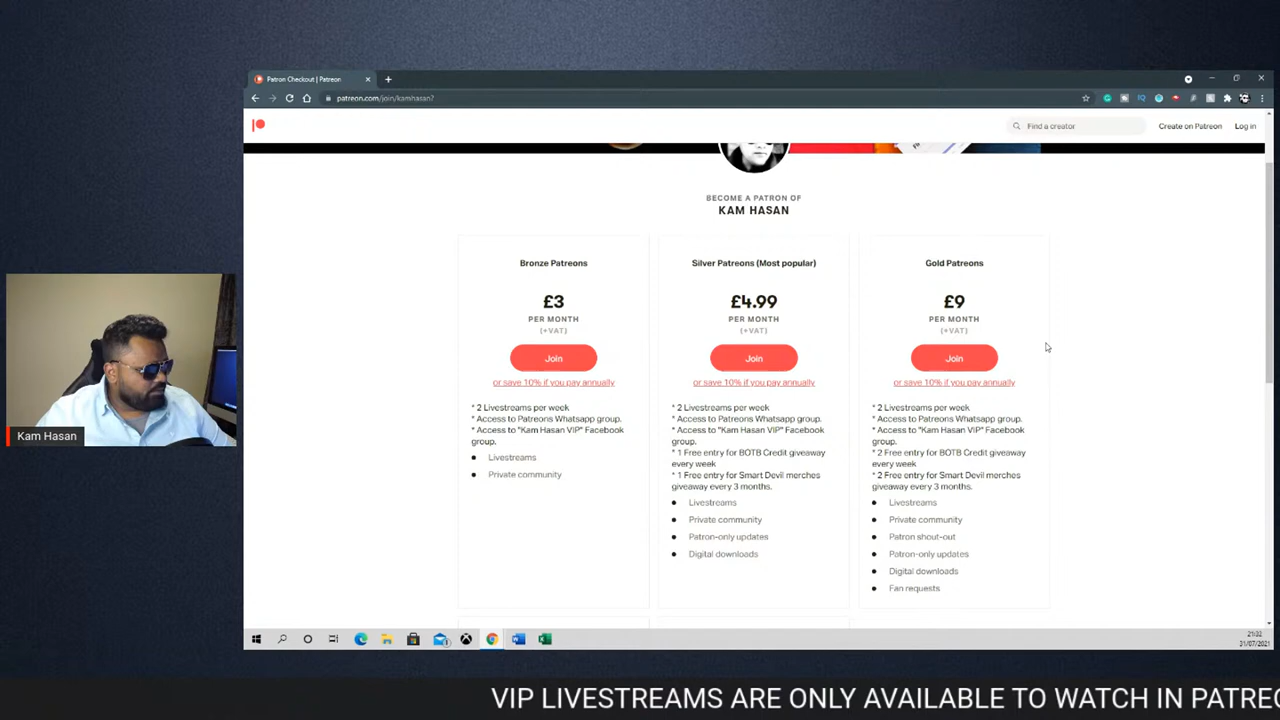 Patron Checkout | Patreon
patreon.com/join/kamhasan?
Find a creator
Create on Patreon
Log in
BECOME A PATRON OF
KAM HASAN
Bronze Patreons
£3
PER MONTH
(+VAT)
Join
or save 10% if you pay annually
* 2 Livestreams per week
* Access to Patreons Whatsapp group.
* Access to "Kam Hasan VIP" Facebook
group.
Livestreams
Private community
Silver Patreons (Most popular)
£4.99
PER MONTH
(+VAT)
Join
or save 10% if you pay annually
* 2 Livestreams per week
* Access to Patreons Whatsapp group.
* Access to "Kam Hasan VIP" Facebook
group.
* 1 Free entry for BOTB Credit giveaway
every week
* 1 Free entry for Smart Devil merches
giveaway every 3 months.
Livestreams
Private community
Patron-only updates
Digital downloads
Gold Patreons
£9
PER MONTH
(+VAT)
Join
or save 10% if you pay annually
* 2 Livestreams per week
* Access to Patreons Whatsapp group.
* Access to "Kam Hasan VIP" Facebook
group.
* 2 Free entry for BOTB Credit giveaway
every week
* 2 Free entry for Smart Devil merches
giveaway every 3 months.
Livestreams
Private community
Patron shout-out
Patron-only updates
Digital downloads
Fan requests
Kam Hasan
21:32
31/07/2021
VIP LIVESTREAMS ARE ONLY AVAILABLE TO WATCH IN PATREO